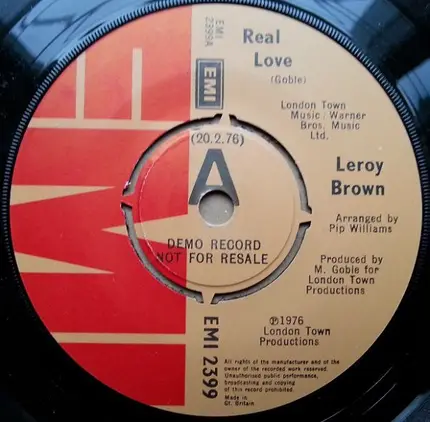 EMI
EMI
2399A
EMI
Real
Love
(Goble)
London Town
Music/Warner
Bros. Music
Ltd.
(20.2.76)
A
DEMO RECORD
NOT FOR RESALE
Leroy
Brown
Arranged by
Pip Williams
Produced by
M. Goble for
London Town
Productions
℗1976
London Town
Productions
EMI 2399
All rights of the manufacturer and of the
owner of the recorded work reserved.
Unauthorised public performance,
broadcasting and copying
of this record prohibited.
Made in
Gt. Britain